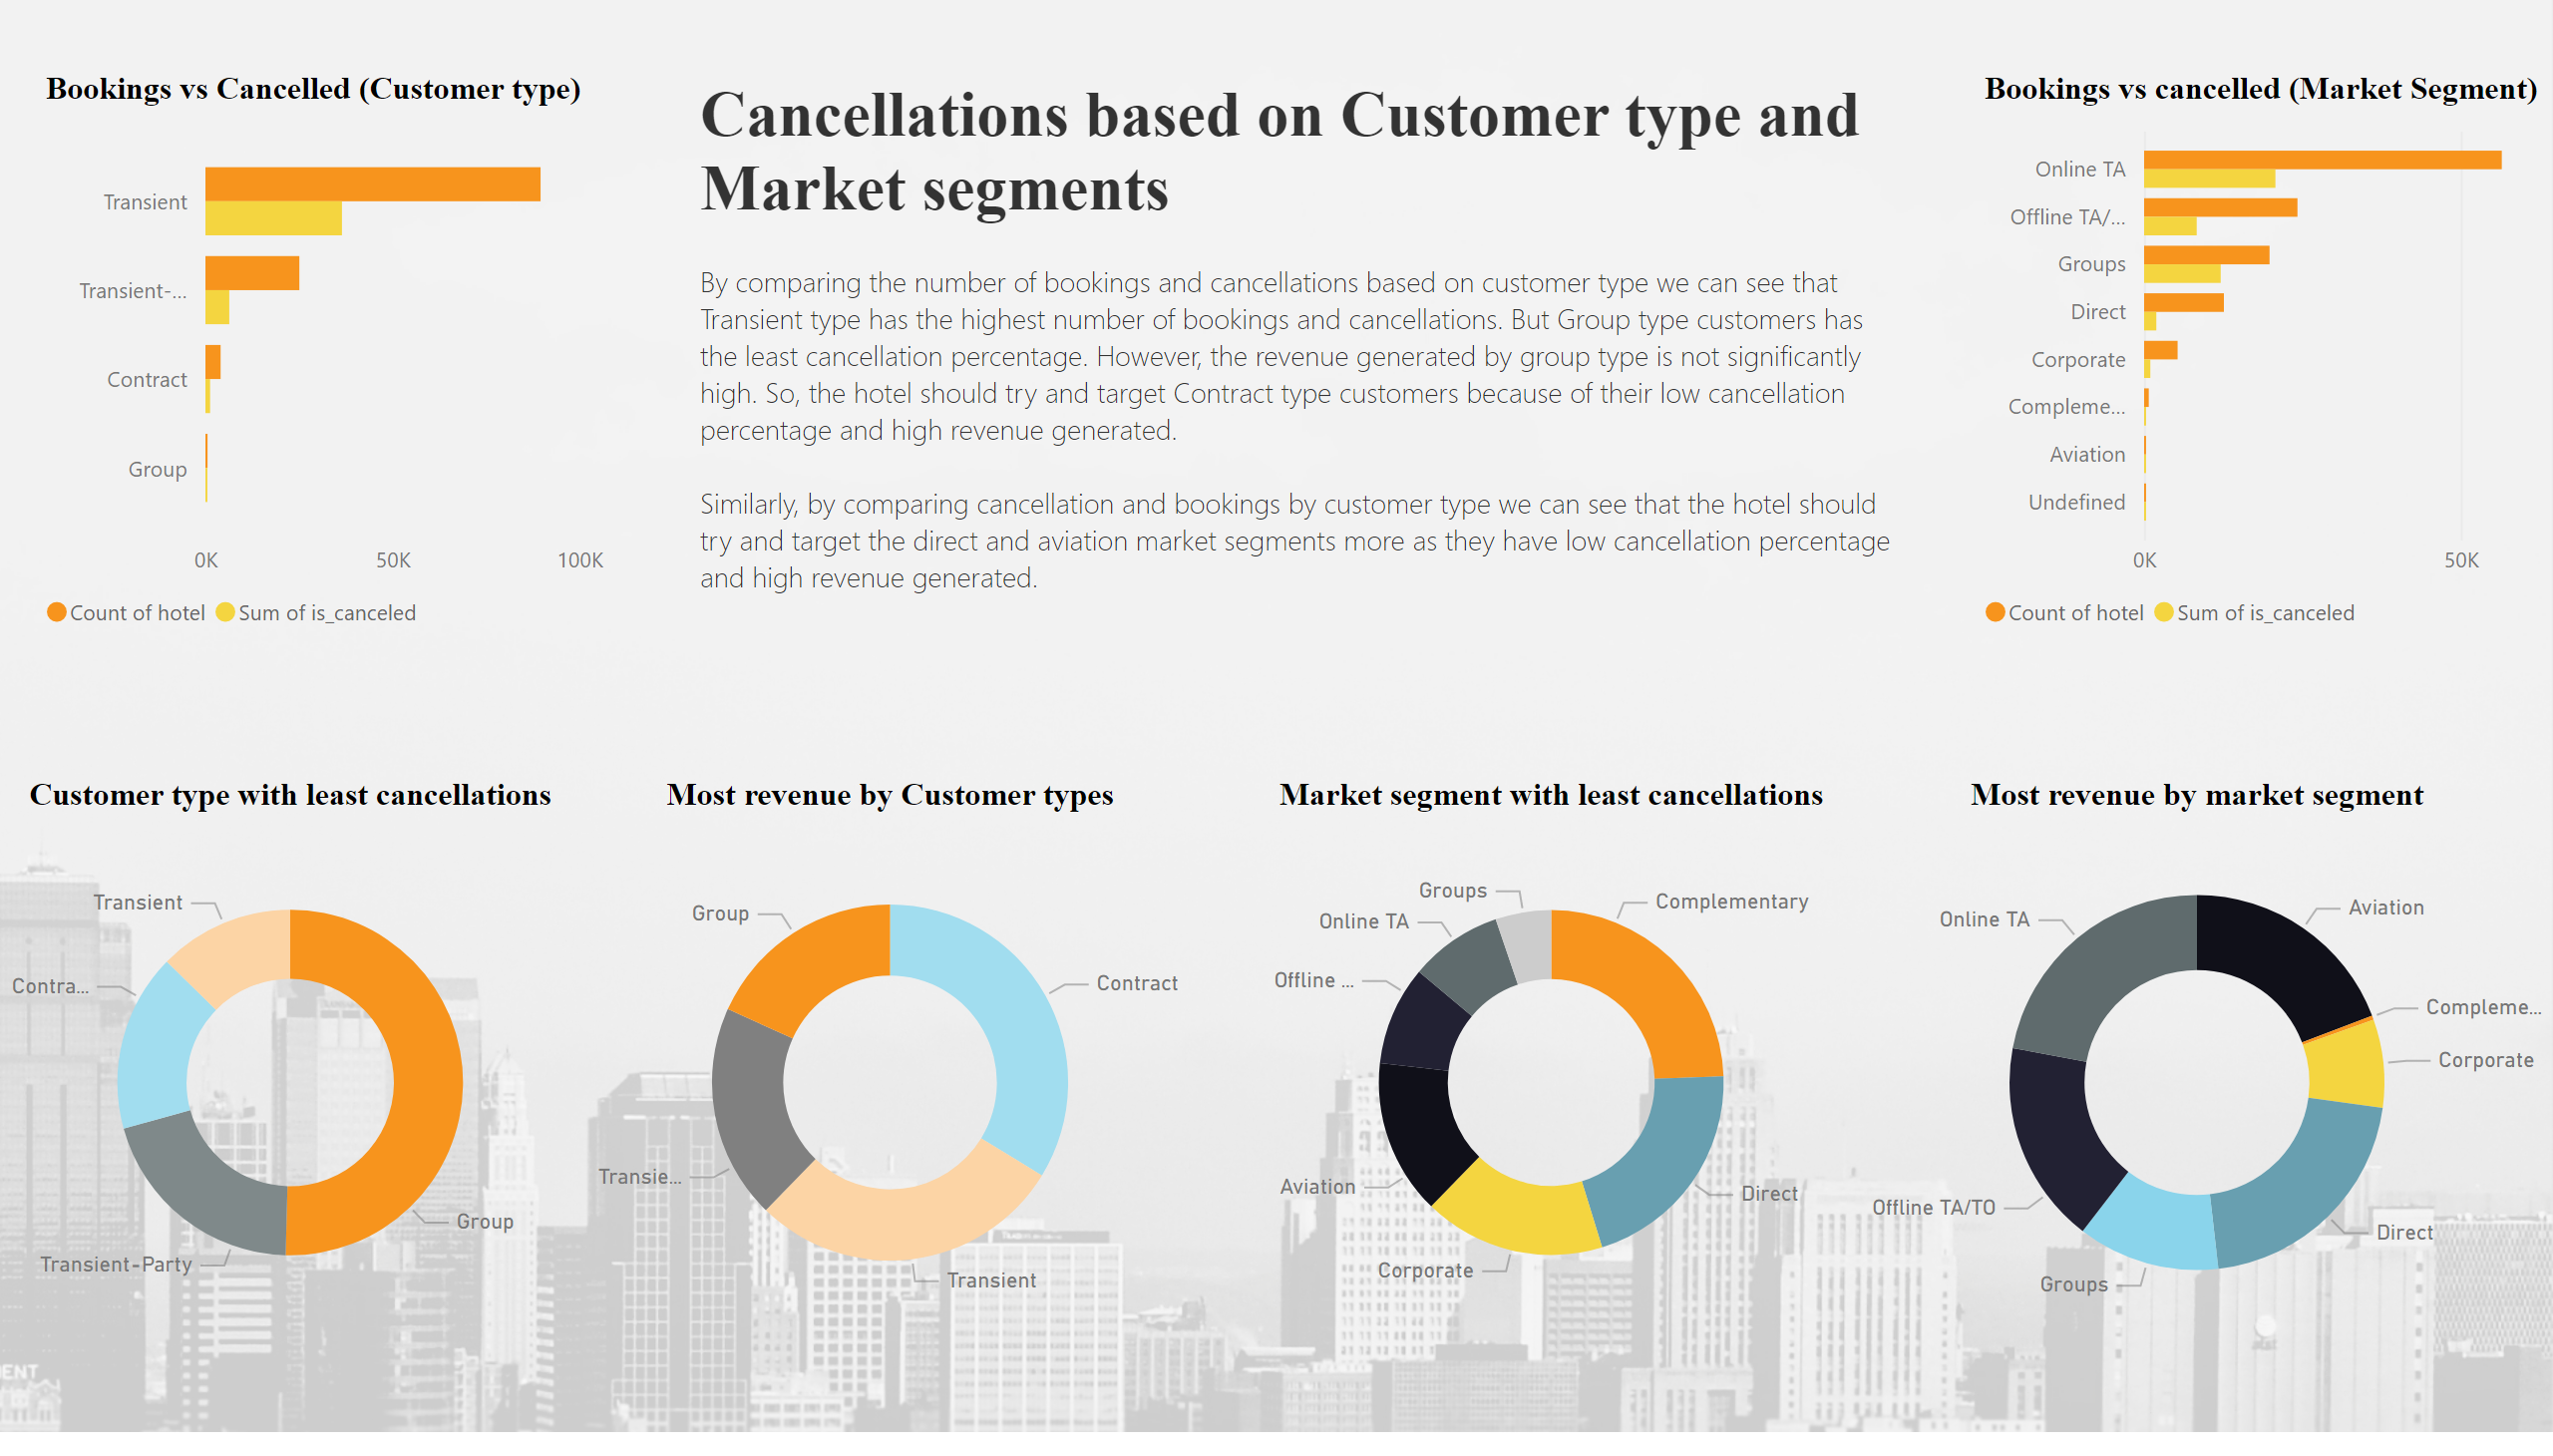 Bookings vs Cancelled (Customer type)
Transient
Transient-...
Contract
Group
0K
50K
100K
Count of hotel
Sum of is_canceled
Cancellations based on Customer type and
Market segments
By comparing the number of bookings and cancellations based on customer type we can see that
Transient type has the highest number of bookings and cancellations. But Group type customers has
the least cancellation percentage. However, the revenue generated by group type is not significantly
high. So, the hotel should try and target Contract type customers because of their low cancellation
percentage and high revenue generated.
Similarly, by comparing cancellation and bookings by customer type we can see that the hotel should
try and target the direct and aviation market segments more as they have low cancellation percentage
and high revenue generated.
Bookings vs cancelled (Market Segment)
Online TA
Offline TA/...
Groups
Direct
Corporate
Compleme...
Aviation
Undefined
0K
50K
Count of hotel
Sum of is_canceled
Customer type with least cancellations
Transient
Contra...
Transient-Party
Group
Most revenue by Customer types
Group
Contract
Transie...
Transient
Market segment with least cancellations
Groups
Complementary
Online TA
Offline ...
Aviation
Direct
Corporate
Most revenue by market segment
Online TA
Aviation
Compleme...
Corporate
Offline TA/TO
Direct
Groups
ENT